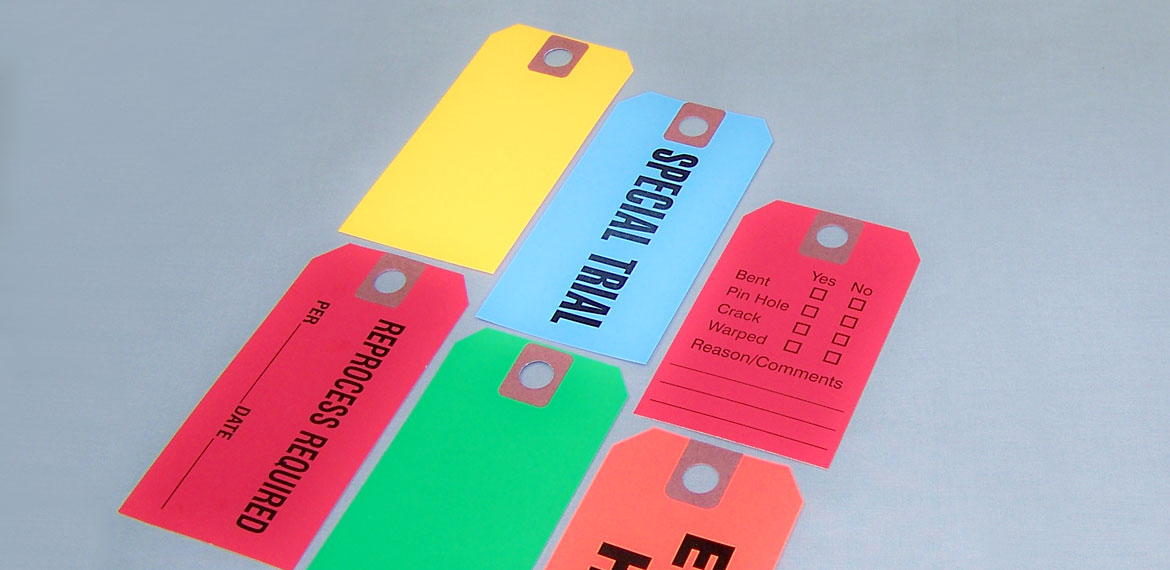 SPECIAL TRIAL
Yes No
Bent
Pin Hole
Crack
Warped
Reason/Comments
REPROCESS REQUIRED
PER DATE
E
H